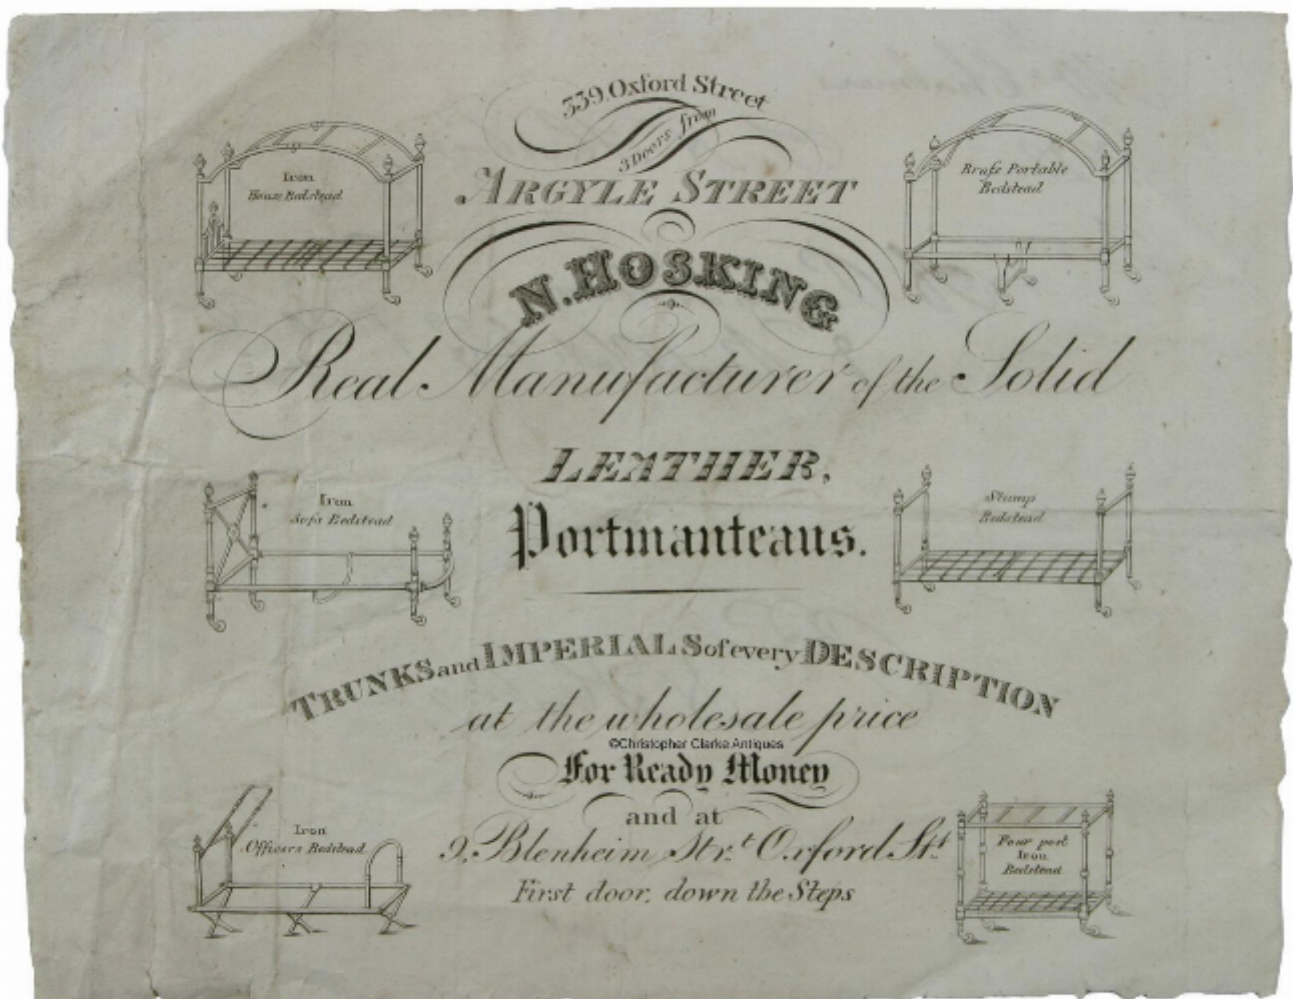 339. Oxford Street
3 Doors from
ARGYLE STREET
Iron
House Bedstead
Braſs Portable
Bedstead
N. HOSKING
Real Manufacturer of the Solid
LEATHER,
Iron
Sofa Bedstead
Stump
Bedstead
Portmanteaus.
TRUNKS and IMPERIALS of every DESCRIPTION
at the wholesale price
©Christopher Clarke Antiques
For Ready Money
and at
Iron
Officers Bedstead
9, Blenheim Str.t Oxford St.t
Four post
Iron
Bedstead
First door, down the Steps